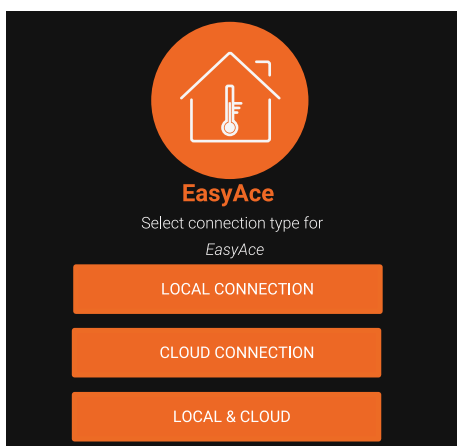 EasyAce
Select connection type for
EasyAce
LOCAL CONNECTION
CLOUD CONNECTION
LOCAL & CLOUD